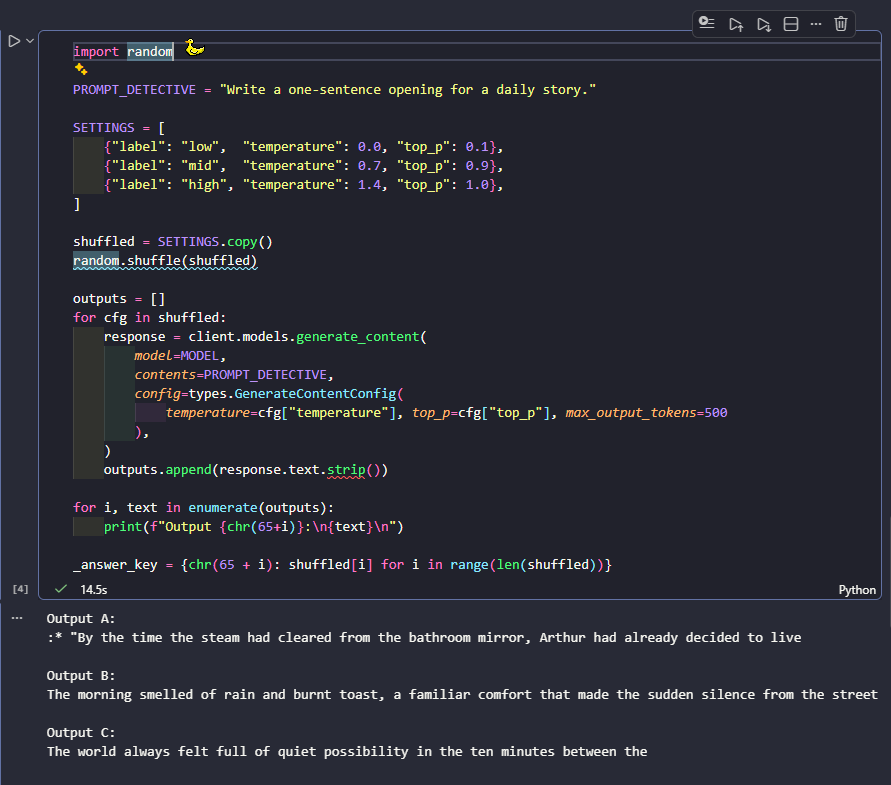 import random
PROMPT_DETECTIVE = "Write a one-sentence opening for a daily story."
SETTINGS = [
    {"label": "low",  "temperature": 0.0, "top_p": 0.1},
    {"label": "mid",  "temperature": 0.7, "top_p": 0.9},
    {"label": "high", "temperature": 1.4, "top_p": 1.0},
]
shuffled = SETTINGS.copy()
random.shuffle(shuffled)
outputs = []
for cfg in shuffled:
    response = client.models.generate_content(
        model=MODEL,
        contents=PROMPT_DETECTIVE,
        config=types.GenerateContentConfig(
            temperature=cfg["temperature"], top_p=cfg["top_p"], max_output_tokens=500
        ),
    )
    outputs.append(response.text.strip())
for i, text in enumerate(outputs):
    print(f"Output {chr(65+i)}:\n{text}\n")
_answer_key = {chr(65 + i): shuffled[i] for i in range(len(shuffled))}
[4] 14.5s Python
Output A:
:* "By the time the steam had cleared from the bathroom mirror, Arthur had already decided to live
Output B:
The morning smelled of rain and burnt toast, a familiar comfort that made the sudden silence from the street
Output C:
The world always felt full of quiet possibility in the ten minutes between the